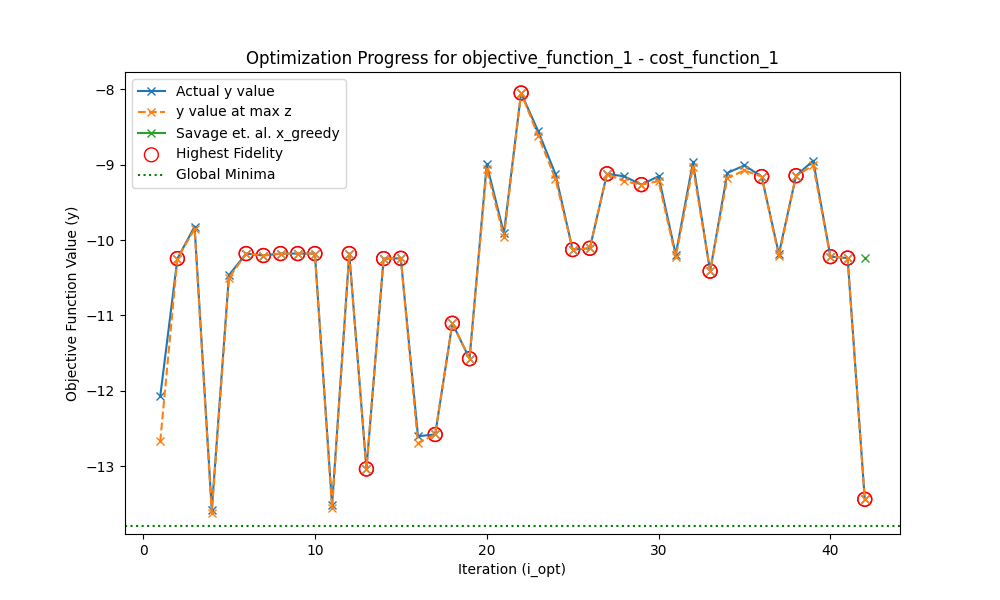 Optimization Progress for objective_function_1 - cost_function_1
Actual y value
y value at max z
Savage et. al. x_greedy
Highest Fidelity
Global Minima
Objective Function Value (y)
−8
−9
−10
−11
−12
−13
0
10
20
30
40
Iteration (i_opt)